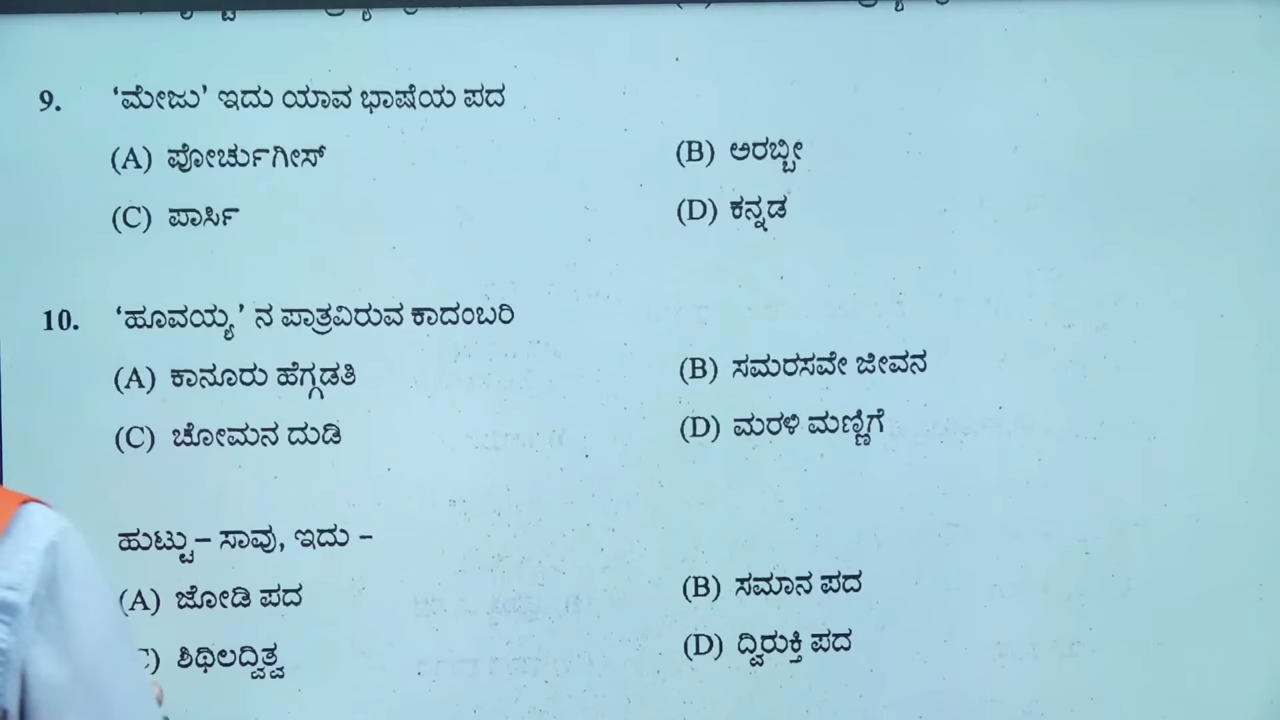 9. ‘ಮೇಜು’ ಇದು ಯಾವ ಭಾಷೆಯ ಪದ
(A) ಪೋರ್ಚುಗೀಸ್ (B) ಅರಬ್ಬೀ
(C) ಪಾರ್ಸಿ (D) ಕನ್ನಡ
10. ‘ಹೂವಯ್ಯ’ ನ ಪಾತ್ರವಿರುವ ಕಾದಂಬರಿ
(A) ಕಾನೂರು ಹೆಗ್ಗಡತಿ (B) ಸಮರಸವೇ ಜೀವನ
(C) ಚೋಮನ ದುಡಿ (D) ಮರಳಿ ಮಣ್ಣಿಗೆ
ಹುಟ್ಟು – ಸಾವು, ಇದು –
(A) ಜೋಡಿ ಪದ (B) ಸಮಾನ ಪದ
) ಶಿಥಿಲದ್ವಿತ್ವ (D) ದ್ವಿರುಕ್ತಿ ಪದ